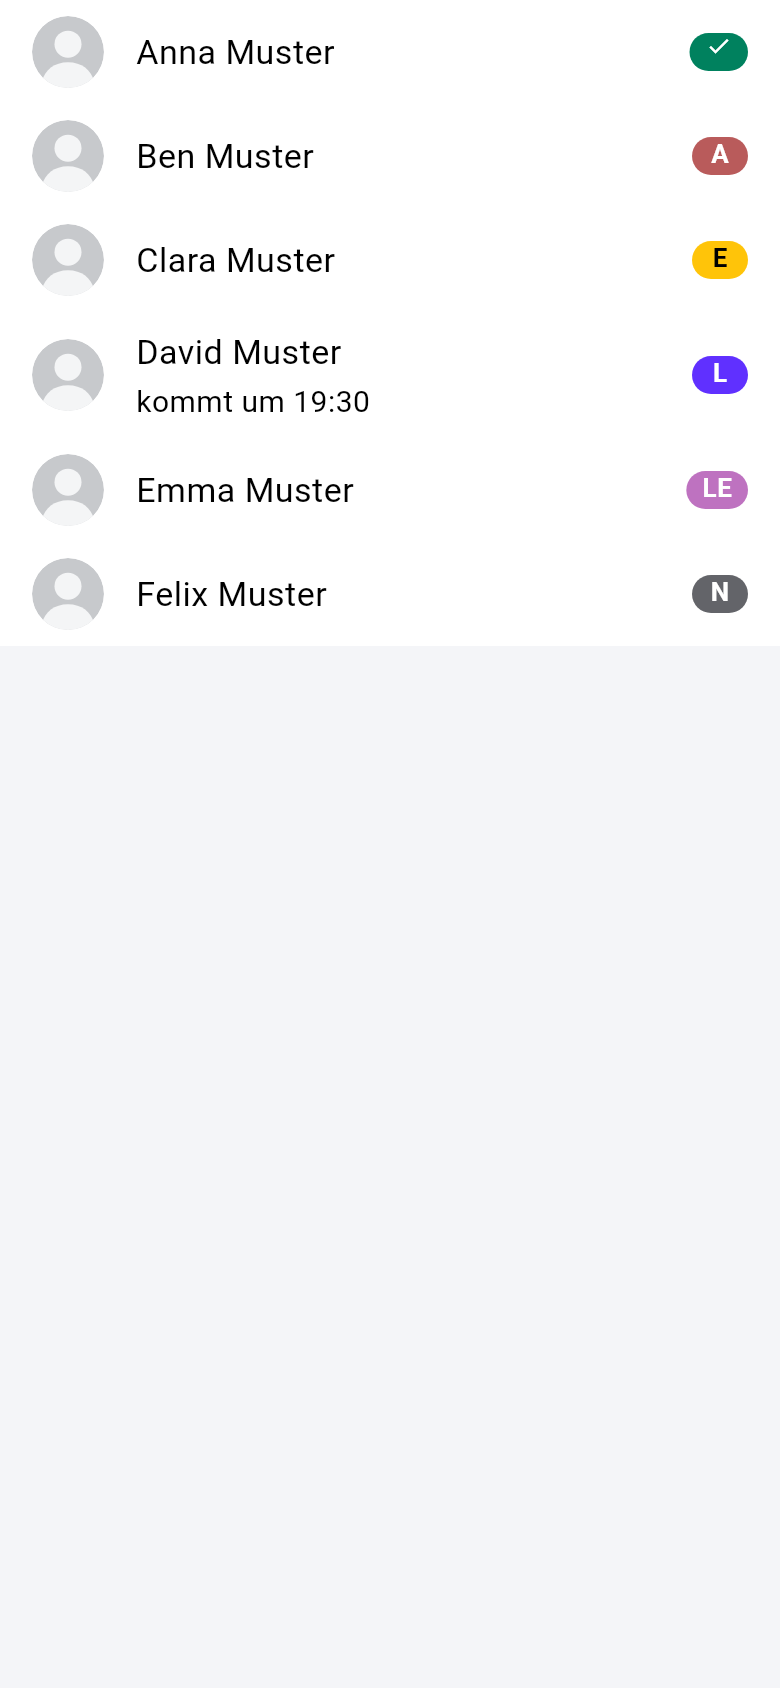 Anna Muster
Ben Muster A
Clara Muster E
David Muster L
kommt um 19:30
Emma Muster LE
Felix Muster N